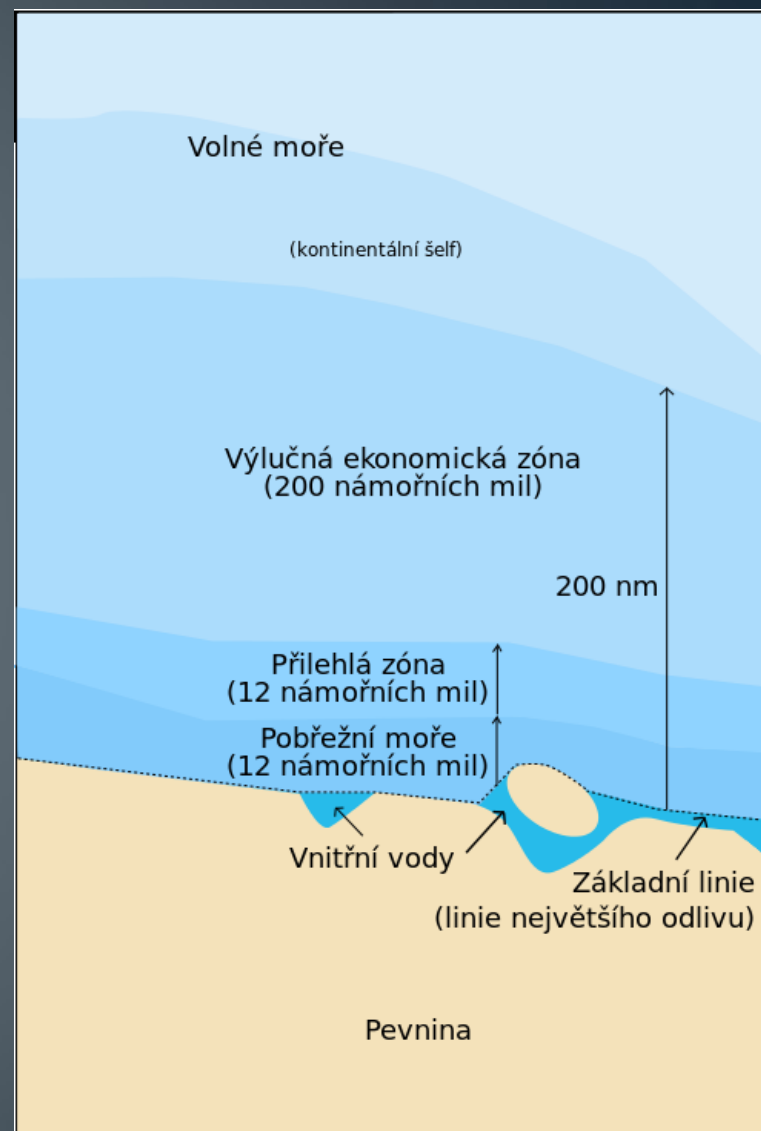 Volné moře
(kontinentální šelf)
Výlučná ekonomická zóna
(200 námořních mil)
200 nm
Přilehlá zóna
(12 námořních mil)
Pobřežní moře
(12 námořních mil)
Vnitřní vody
Základní linie
(linie největšího odlivu)
Pevnina